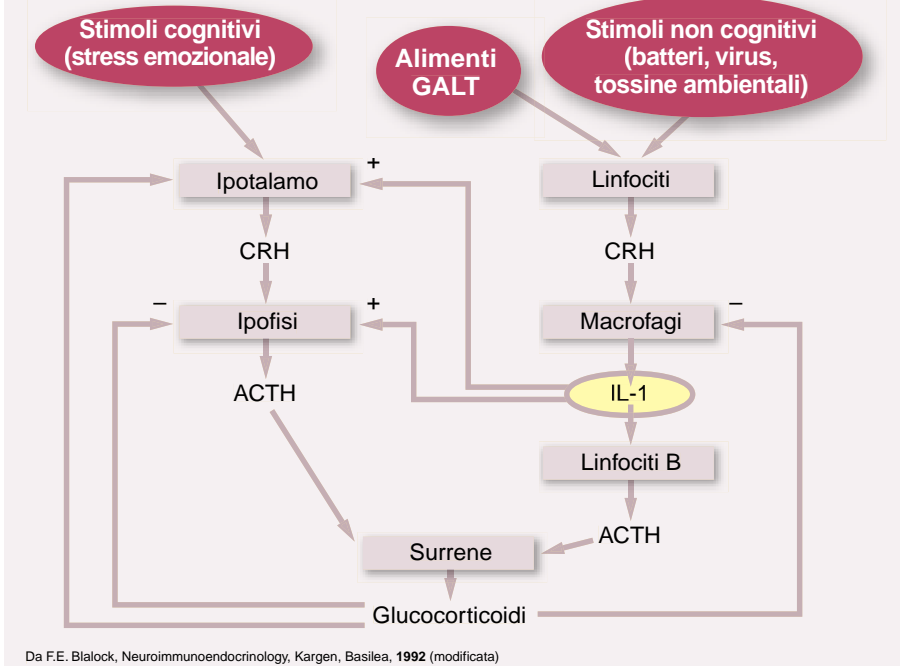 Stimoli cognitivi
(stress emozionale)
Alimenti
GALT
Stimoli non cognitivi
(batteri, virus,
tossine ambientali)
Ipotalamo
+
Linfociti
CRH
CRH
–
Ipofisi
+
Macrofagi
–
ACTH
IL-1
Linfociti B
ACTH
Surrene
Glucocorticoidi
Da F.E. Blalock, Neuroimmunoendocrinology, Kargen, Basilea, 1992 (modificata)